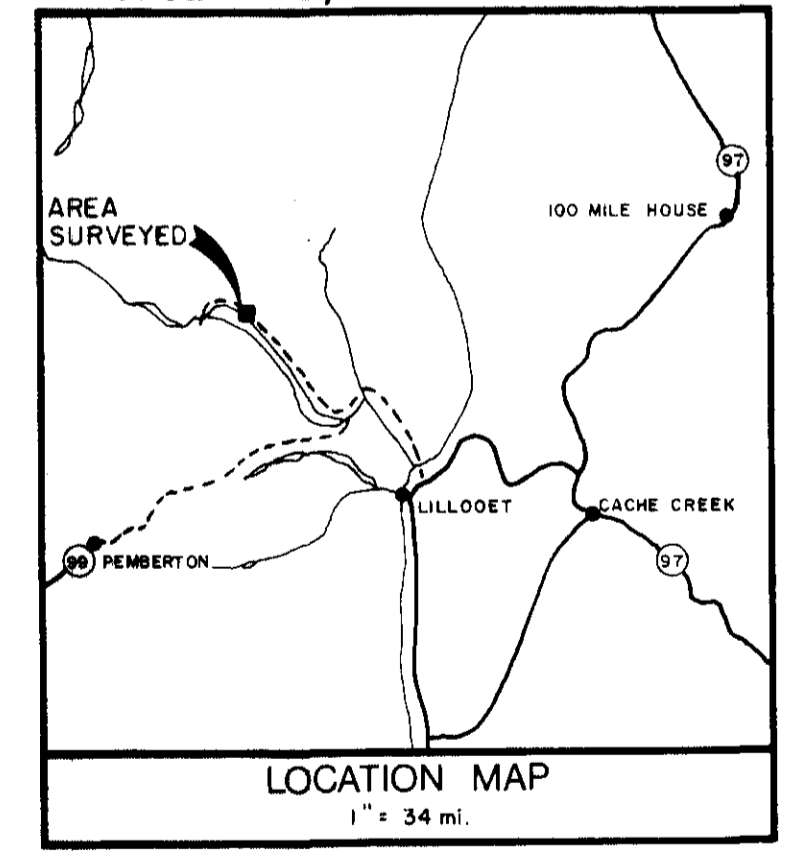 97
100 MILE HOUSE
AREA
SURVEYED
LILLOOET
CACHE CREEK
99 PEMBERTON
97
LOCATION MAP
1" = 34 mi.